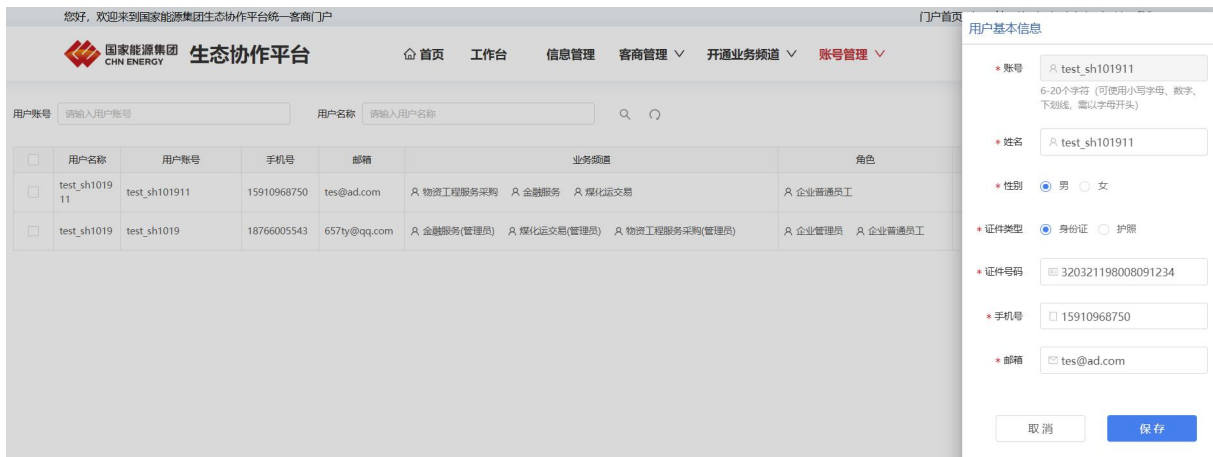 您好，欢迎来到国家能源集团生态协作平台统一客商门户
门户首页
国家能源集团
CHN ENERGY
生态协作平台
首页 工作台 信息管理 客商管理 开通业务频道 账号管理
用户账号 请输入用户账号 用户名称 请输入用户名称
用户名称 用户账号 手机号 邮箱 业务频道 角色
test_sh1019
11
test_sh101911 15910968750 tes@ad.com 物资工程服务采购 金融服务 煤化运交易 企业普通员工
test_sh1019 test_sh1019 18766005543 657ty@qq.com 金融服务(管理员) 煤化运交易(管理员) 物资工程服务采购(管理员) 企业管理员 企业普通员工
用户基本信息
* 账号 test_sh101911
6-20个字符（可使用小写字母、数字、
下划线，需以字母开头）
* 姓名 test_sh101911
* 性别 男 女
* 证件类型 身份证 护照
* 证件号码 320321198008091234
* 手机号 15910968750
* 邮箱 tes@ad.com
取消 保存